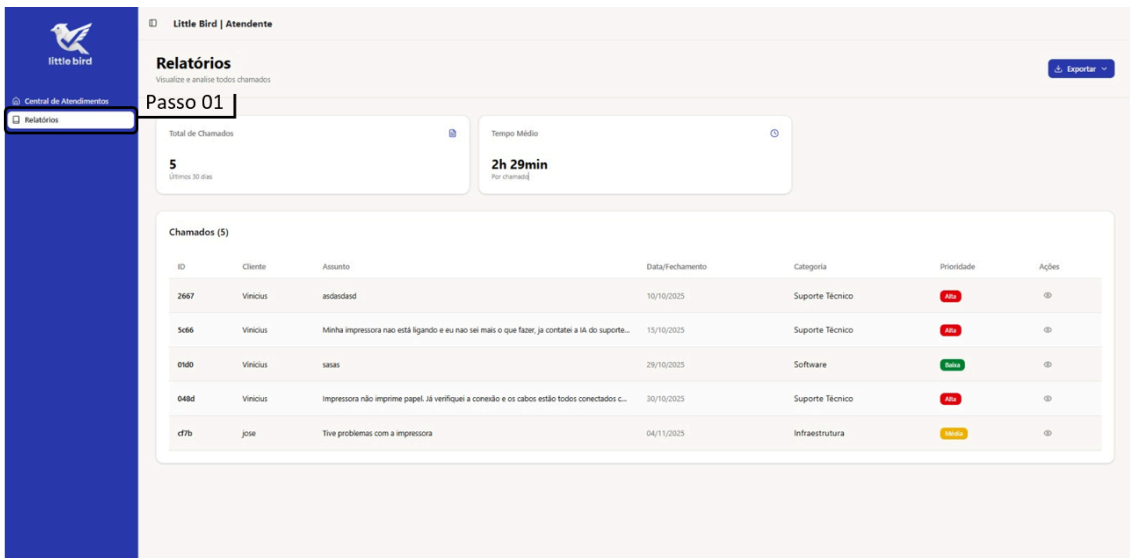 little bird
Central de Atendimentos
Relatórios
Little Bird | Atendente
Relatórios
Visualize e analise todos chamados
Exportar
Passo 01
Total de Chamados
5
Últimos 30 dias
Tempo Médio
2h 29min
Por chamado
Chamados (5)
ID Cliente Assunto Data/Fechamento Categoria Prioridade Ações
2667 Vinicius asdasdasd 10/10/2025 Suporte Técnico Alta
5c66 Vinicius Minha impressora nao está ligando e eu nao sei mais o que fazer, ja contatei a IA do suporte... 15/10/2025 Suporte Técnico Alta
01d0 Vinicius sasas 29/10/2025 Software Baixa
048d Vinicius Impressora não imprime papel. Já verifiquei a conexão e os cabos estão todos conectados c... 30/10/2025 Suporte Técnico Alta
cf7b jose Tive problemas com a impressora 04/11/2025 Infraestrutura Média